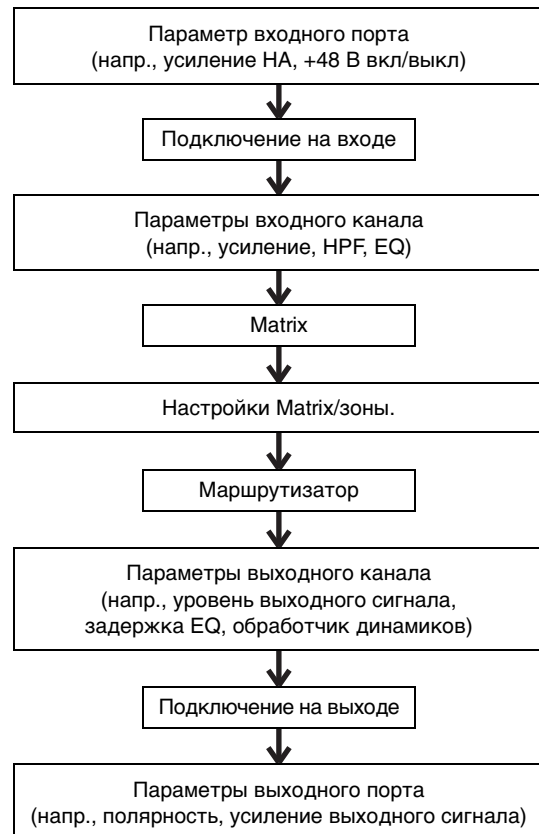 Параметр входного порта
(напр., усиление HA, +48 В вкл/выкл)
Подключение на входе
Параметры входного канала
(напр., усиление, HPF, EQ)
Matrix
Настройки Matrix/зоны.
Маршрутизатор
Параметры выходного канала
(напр., уровень выходного сигнала,
задержка EQ, обработчик динамиков)
Подключение на выходе
Параметры выходного порта
(напр., полярность, усиление выходного сигнала)